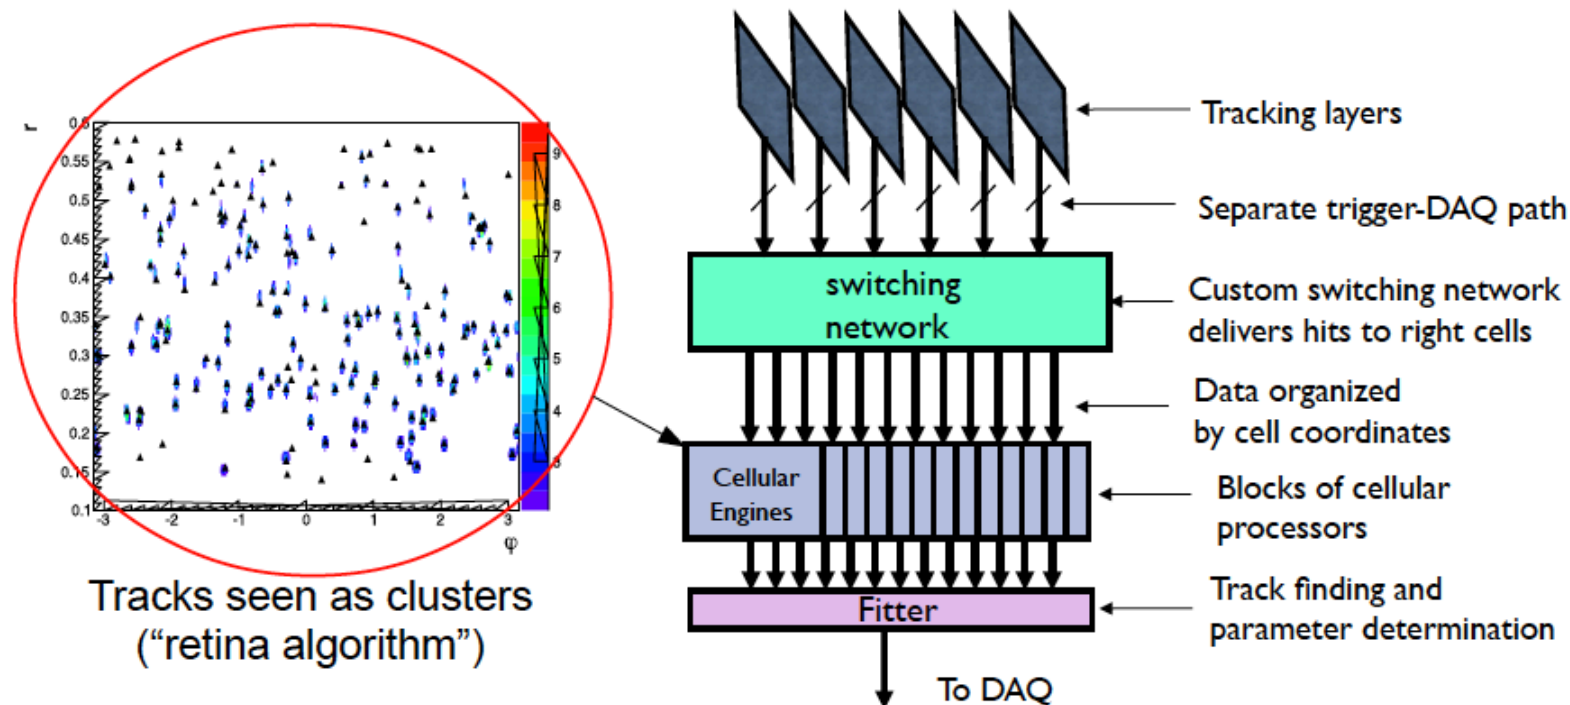 r
0.6
0.55
0.5
0.45
0.4
0.35
0.3
0.25
0.2
0.15
0.1
-3
-2
-1
0
1
2
3
φ
9
8
7
6
5
4
3
Tracks seen as clusters
(“retina algorithm”)
Tracking layers
Separate trigger-DAQ path
switching
network
Custom switching network
delivers hits to right cells
Data organized
by cell coordinates
Cellular
Engines
Blocks of cellular
processors
Fitter
Track finding and
parameter determination
To DAQ